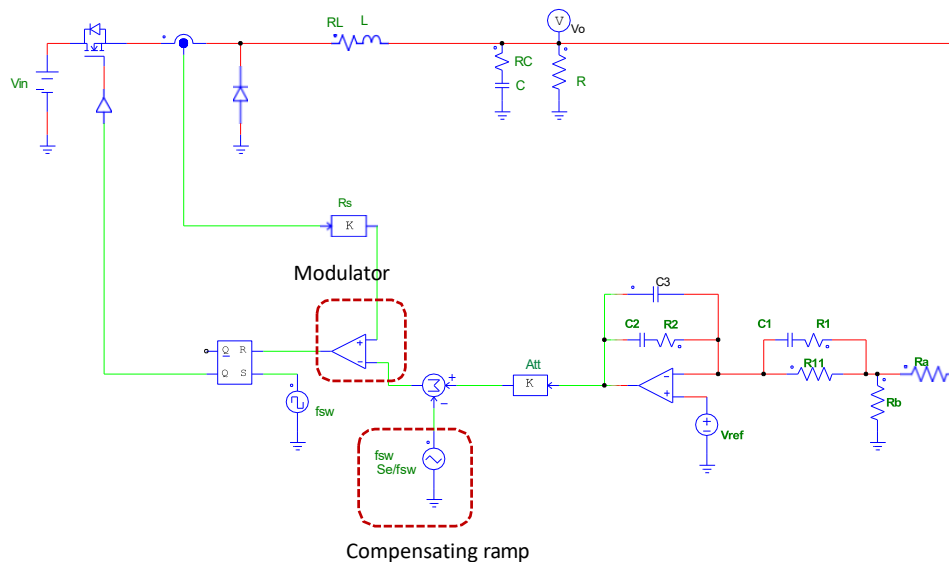 V
Vo
RL
L
RC
C
R
Vin
Rs
K
Modulator
C3
C2
R2
C1
R1
R11
Ra
Rb
Att
K
Q
R
Q
S
Σ
+
−
+
−
fsw
fsw
Se/fsw
Vref
Compensating ramp